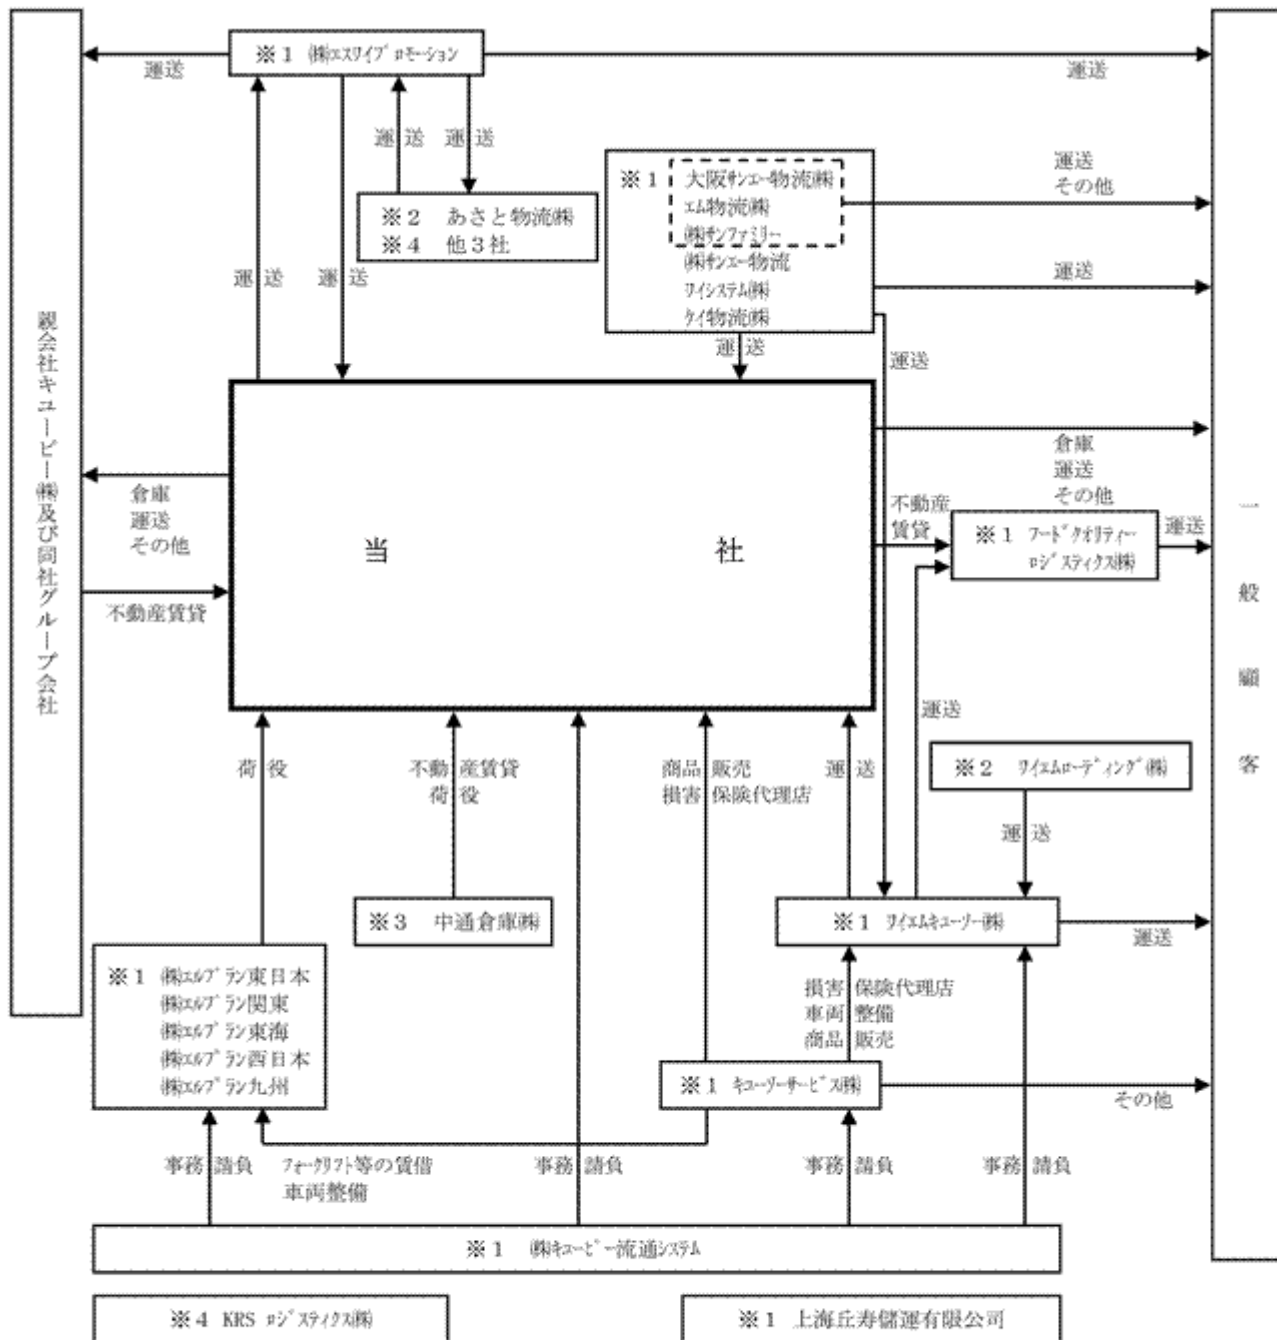 ※1 ㈱エスワイプロモーション
運送
運送
運送 運送
※1 大阪サンエー物流㈱
エム物流㈱
㈱サンファミリー
㈱サンエー物流
ワイシステム㈱
ケイ物流㈱
運送
その他
※2 あさと物流㈱
※4 他3社
運送 運送
運送
運送
運送
親会社キユーピー㈱及び同社グループ会社
当社
倉庫
運送
その他
倉庫
運送
その他
不動産
賃貸
※1 フードクオリティー
ロジスティクス㈱
運送
不動産賃貸
一般顧客
運送
荷役
不動産賃貸
荷役
商品販売
損害保険代理店
運送
※2 ワイエムローディング㈱
運送
※3 中通倉庫㈱
※1 ワイエムキユーソー㈱
運送
※1 ㈱エルプラン東日本
㈱エルプラン関東
㈱エルプラン東海
㈱エルプラン西日本
㈱エルプラン九州
損害保険代理店
車両整備
商品販売
※1 キユーソーサービス㈱
その他
事務請負
フォークリフト等の賃借
車両整備
事務請負
事務請負
事務請負
※1 ㈱キユーピー流通システム
※4 KRS ロジスティクス㈱
※1 上海丘寿儲運有限公司